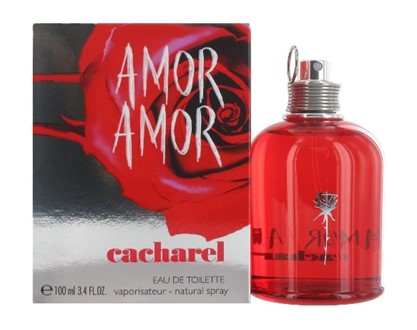 AMOR
AMOR
cacharel
EAU DE TOILETTE
℮ 100 ml 3.4 FL.OZ.
vaporisateur - natural spray